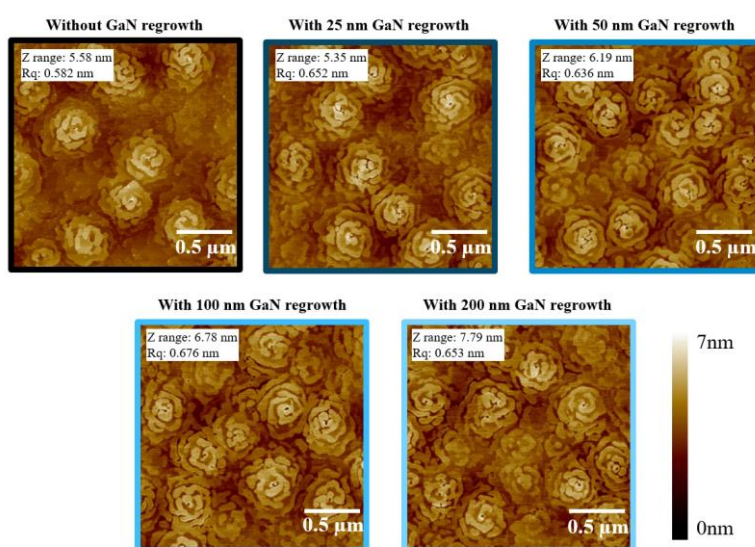 Without GaN regrowth
Z range: 5.58 nm
Rq: 0.582 nm
0.5 µm
With 25 nm GaN regrowth
Z range: 5.35 nm
Rq: 0.652 nm
0.5 µm
With 50 nm GaN regrowth
Z range: 6.19 nm
Rq: 0.636 nm
0.5 µm
With 100 nm GaN regrowth
Z range: 6.78 nm
Rq: 0.676 nm
0.5 µm
With 200 nm GaN regrowth
Z range: 7.79 nm
Rq: 0.653 nm
0.5 µm
7nm
0nm